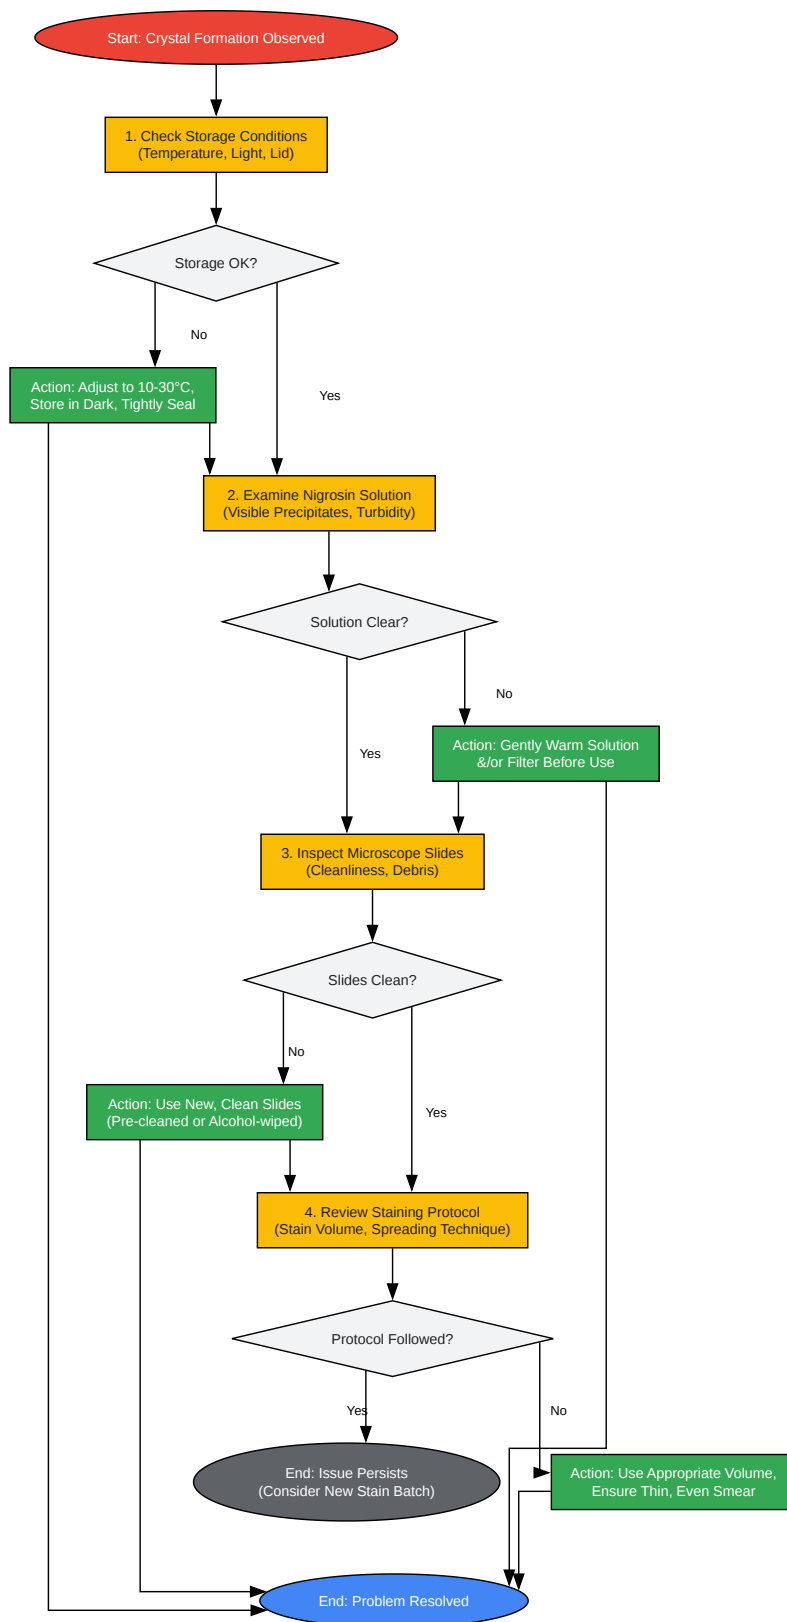 Start: Crystal Formation Observed
1. Check Storage Conditions
(Temperature, Light, Lid)
Storage OK?
No
Yes
Action: Adjust to 10-30°C,
Store in Dark, Tightly Seal
2. Examine Nigrosin Solution
(Visible Precipitates, Turbidity)
Solution Clear?
No
Yes
Action: Gently Warm Solution
&/or Filter Before Use
3. Inspect Microscope Slides
(Cleanliness, Debris)
Slides Clean?
No
Yes
Action: Use New, Clean Slides
(Pre-cleaned or Alcohol-wiped)
4. Review Staining Protocol
(Stain Volume, Spreading Technique)
Protocol Followed?
Yes
No
End: Issue Persists
(Consider New Stain Batch)
Action: Use Appropriate Volume,
Ensure Thin, Even Smear
End: Problem Resolved